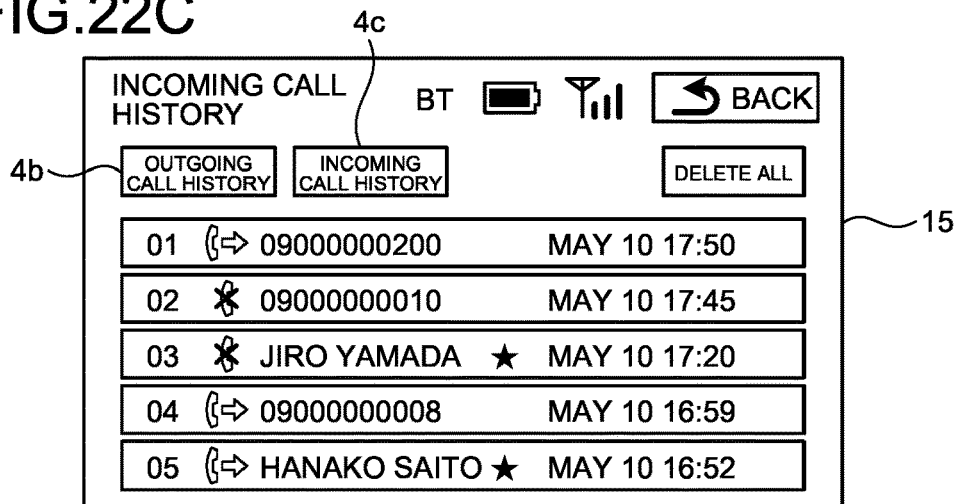 FIG.22C
4c
INCOMING CALL
HISTORY
BT
BACK
4b
OUTGOING
CALL HISTORY
INCOMING
CALL HISTORY
DELETE ALL
15
01 09000000200 MAY 10 17:50
02 09000000010 MAY 10 17:45
03 JIRO YAMADA ★ MAY 10 17:20
04 09000000008 MAY 10 16:59
05 HANAKO SAITO ★ MAY 10 16:52